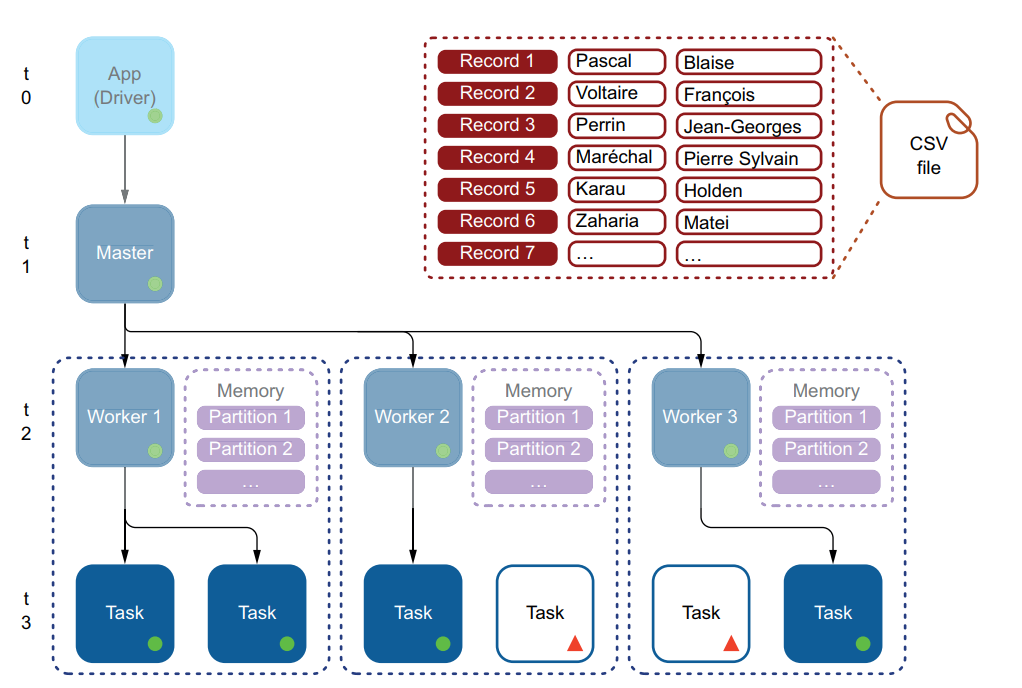 t
0
App
(Driver)
Record 1 Pascal Blaise
Record 2 Voltaire François
Record 3 Perrin Jean-Georges
Record 4 Maréchal Pierre Sylvain
Record 5 Karau Holden
Record 6 Zaharia Matei
Record 7 … …
CSV
file
t
1
Master
t
2
Worker 1
Memory
Partition 1
Partition 2
…
Worker 2
Memory
Partition 1
Partition 2
…
Worker 3
Memory
Partition 1
Partition 2
…
t
3
Task
Task
Task
Task
Task
Task